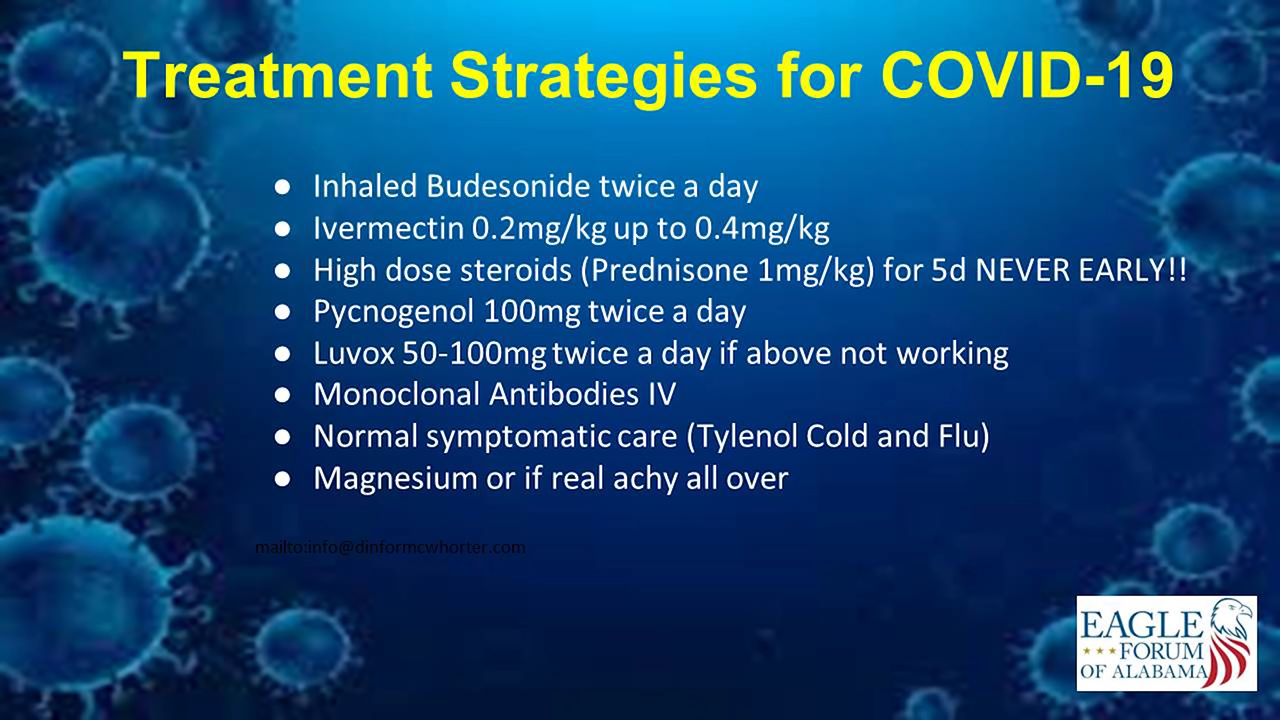 Treatment Strategies for COVID-19
● Inhaled Budesonide twice a day
● Ivermectin 0.2mg/kg up to 0.4mg/kg
● High dose steroids (Prednisone 1mg/kg) for 5d NEVER EARLY!!
● Pycnogenol 100mg twice a day
● Luvox 50-100mg twice a day if above not working
● Monoclonal Antibodies IV
● Normal symptomatic care (Tylenol Cold and Flu)
● Magnesium or if real achy all over
mailto:info@dinformcwhorter.com
EAGLE
FORUM
OF ALABAMA